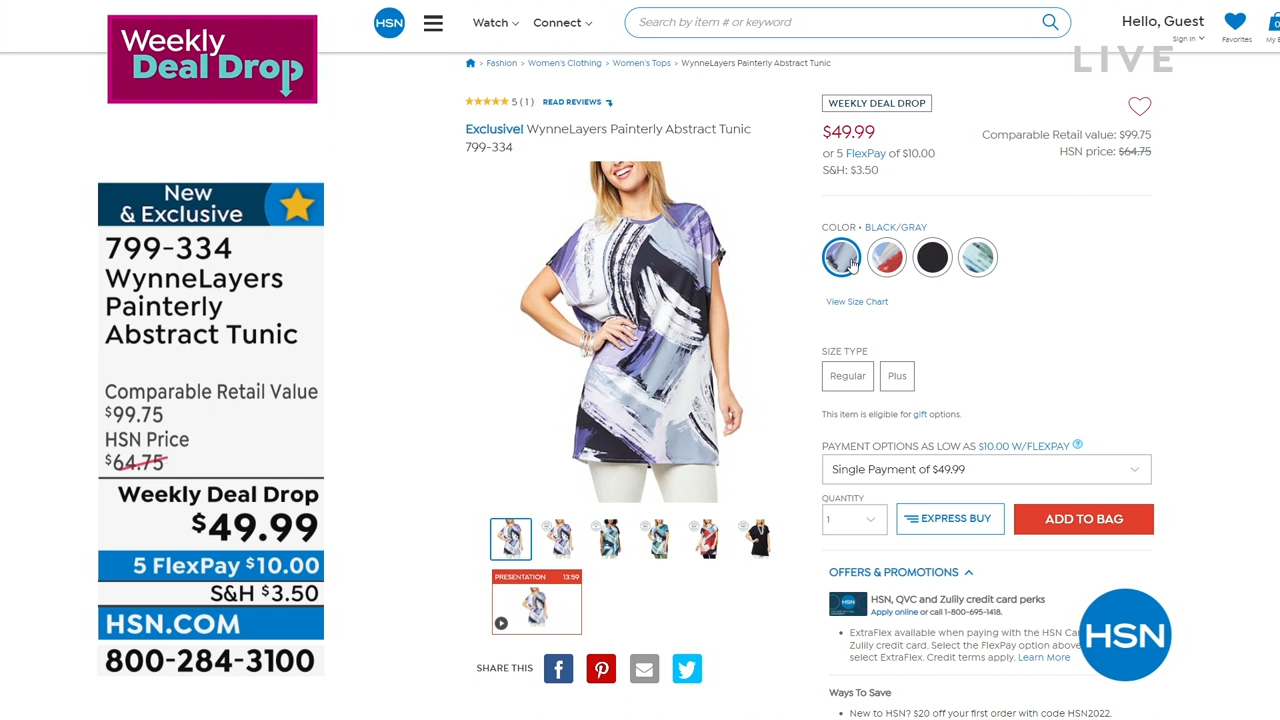 Weekly
Deal Drop
New
& Exclusive
799-334
WynneLayers
Painterly
Abstract Tunic
Comparable Retail Value
$99.75
HSN Price
$64.75
Weekly Deal Drop
$49.99
5 FlexPay $10.00
S&H $3.50
HSN.COM
800-284-3100
HSN
Watch
Connect
Search by item # or keyword
Hello, Guest
Sign In
Favorites
LIVE
> Fashion > Women's Clothing > Women's Tops > WynneLayers Painterly Abstract Tunic
5 ( 1 ) READ REVIEWS
Exclusive! WynneLayers Painterly Abstract Tunic
799-334
PRESENTATION 13:59
SHARE THIS
WEEKLY DEAL DROP
$49.99
or 5 FlexPay of $10.00
S&H: $3.50
Comparable Retail value: $99.75
HSN price: $64.75
COLOR • BLACK/GRAY
View Size Chart
SIZE TYPE
Regular Plus
This item is eligible for gift options.
PAYMENT OPTIONS AS LOW AS $10.00 W/FLEXPAY ?
Single Payment of $49.99
QUANTITY
1
EXPRESS BUY
ADD TO BAG
OFFERS & PROMOTIONS
HSN, QVC and Zulily credit card perks
Apply online or call 1-800-695-1418.
• ExtraFlex available when paying with the HSN
Zulily credit card. Select the FlexPay option
select ExtraFlex. Credit terms apply. Learn More
HSN
Ways To Save
• New to HSN? $20 off your first order with code HSN2022.